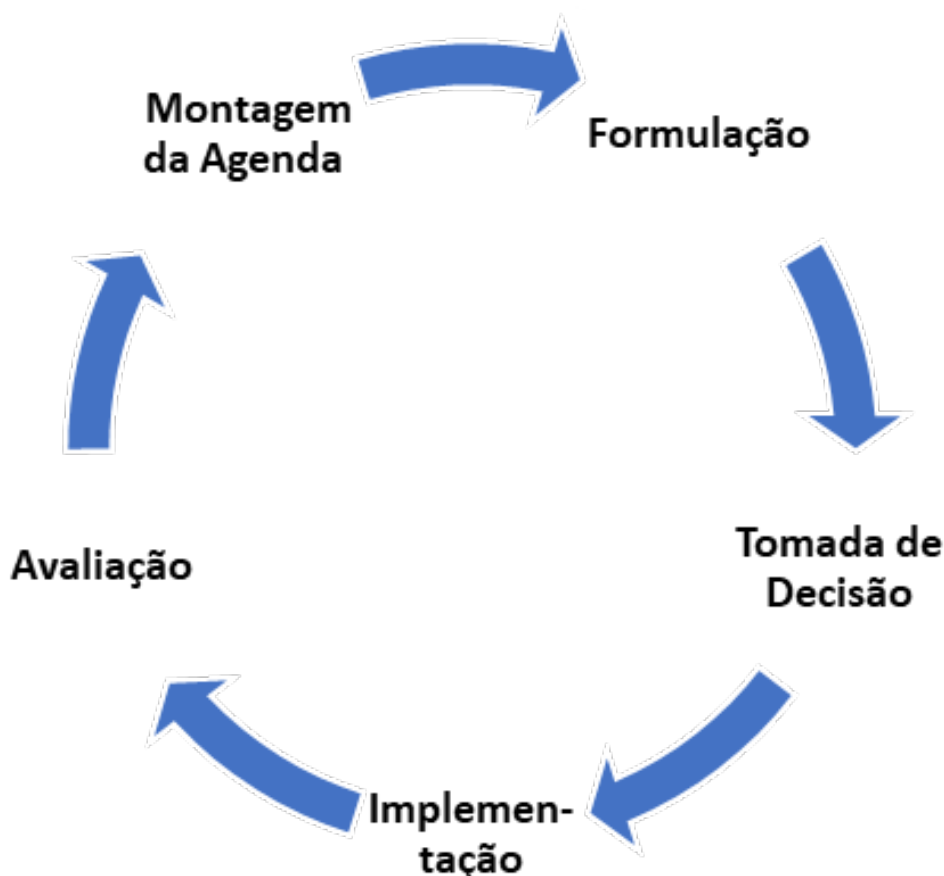 Montagem
da Agenda
Formulação
Tomada de
Decisão
Implemen-
tação
Avaliação